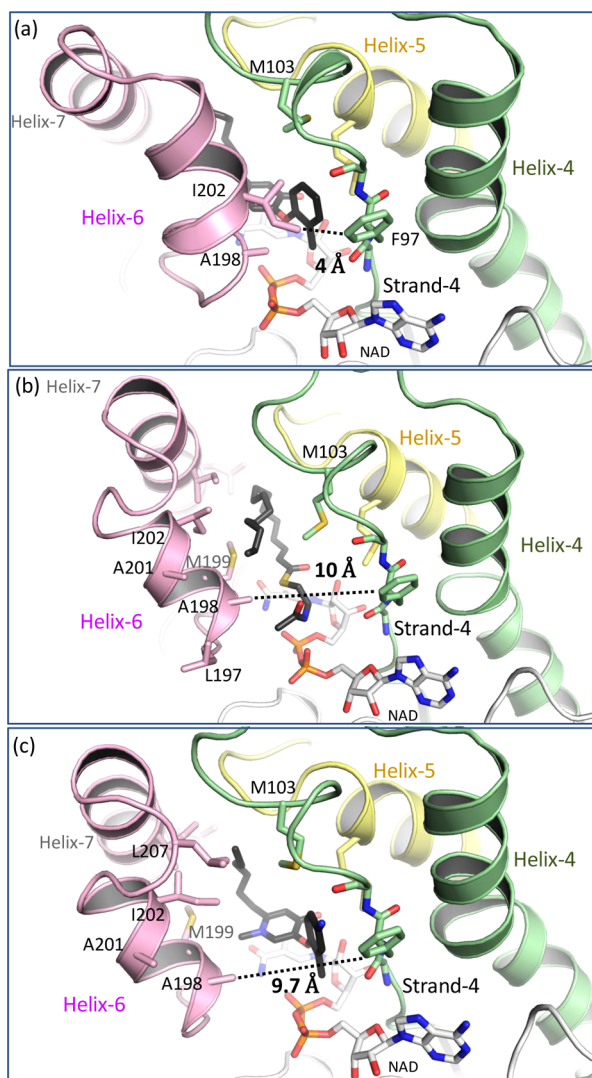 (a)
Helix-5
M103
Helix-7
Helix-4
I202
Helix-6
F97
A198
4 Å
Strand-4
NAD
(b)
Helix-7
M103
Helix-5
I202
Helix-4
A201
M199
10 Å
A198
Helix-6
Strand-4
L197
NAD
(c)
M103
Helix-5
Helix-7
L207
Helix-4
I202
M199
A201
A198
9.7 Å
Strand-4
Helix-6
NAD